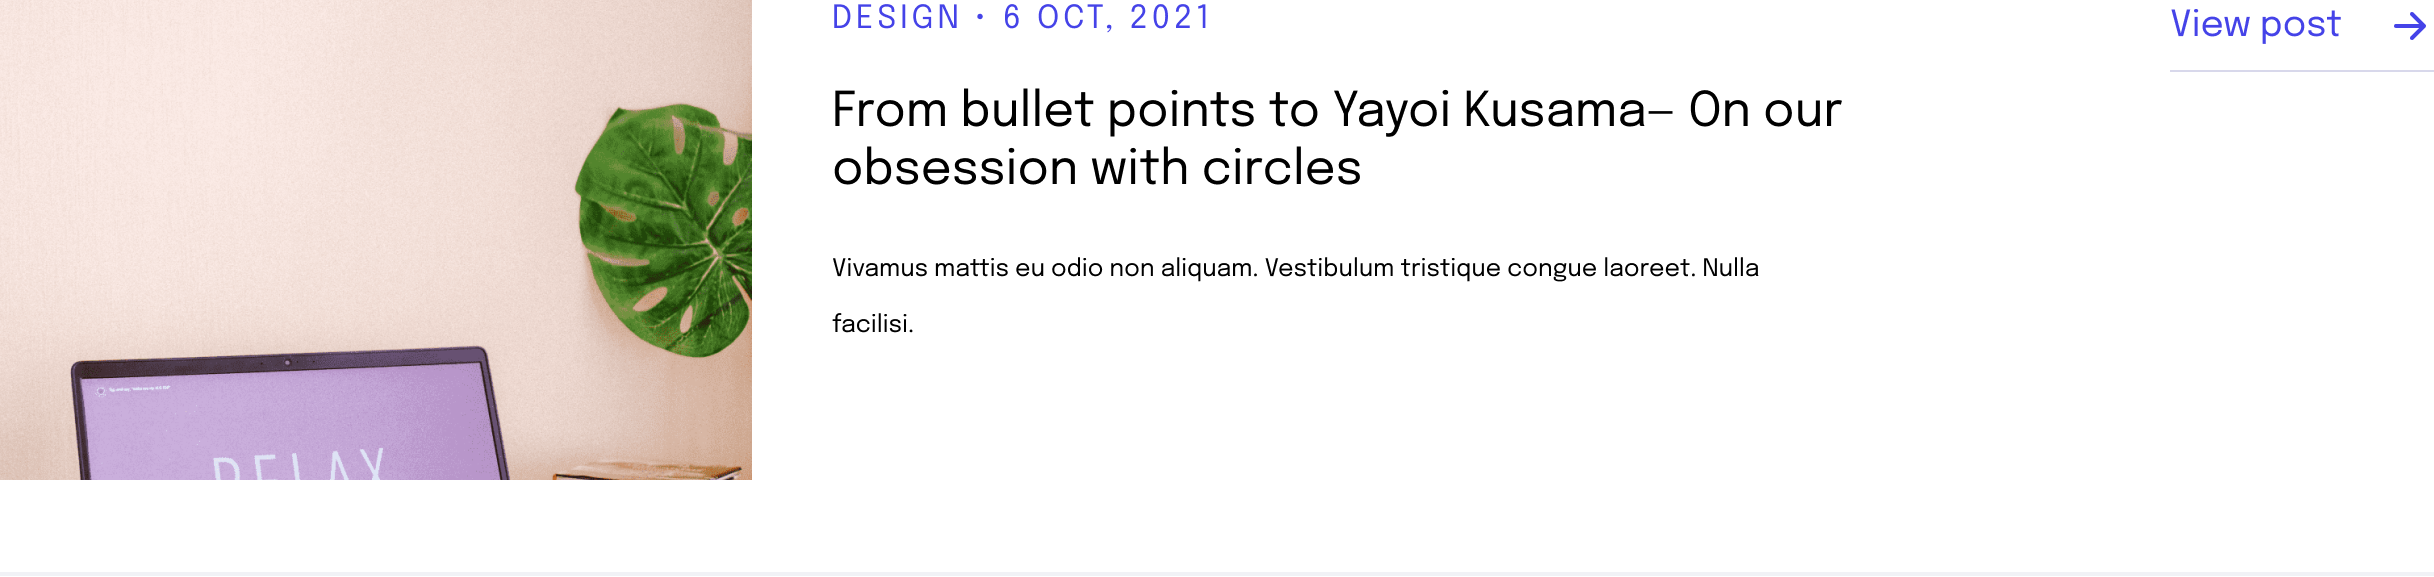 DESIGN • 6 OCT, 2021
View post
From bullet points to Yayoi Kusama– On our
obsession with circles
Vivamus mattis eu odio non aliquam. Vestibulum tristique congue laoreet. Nulla
facilisi.
RELAX